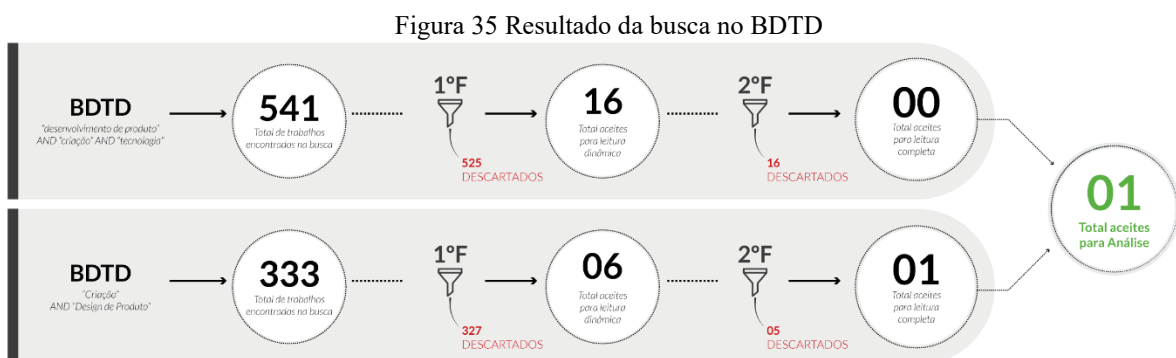 Figura 35 Resultado da busca no BDTD
BDTD
"desenvolvimento de produto"
AND "criação" AND "tecnologia"
541
Total de trabalhos
encontrados na busca
1ºF
525
DESCARTADOS
16
Total aceites
para leitura
dinâmica
2ºF
16
DESCARTADOS
00
Total aceites
para leitura
completa
BDTD
"Criação"
AND "Design de Produto"
333
Total de trabalhos
encontrados na busca
1ºF
327
DESCARTADOS
06
Total aceites
para leitura
dinâmica
2ºF
05
DESCARTADOS
01
Total aceites
para leitura
completa
01
Total aceites
para Análise